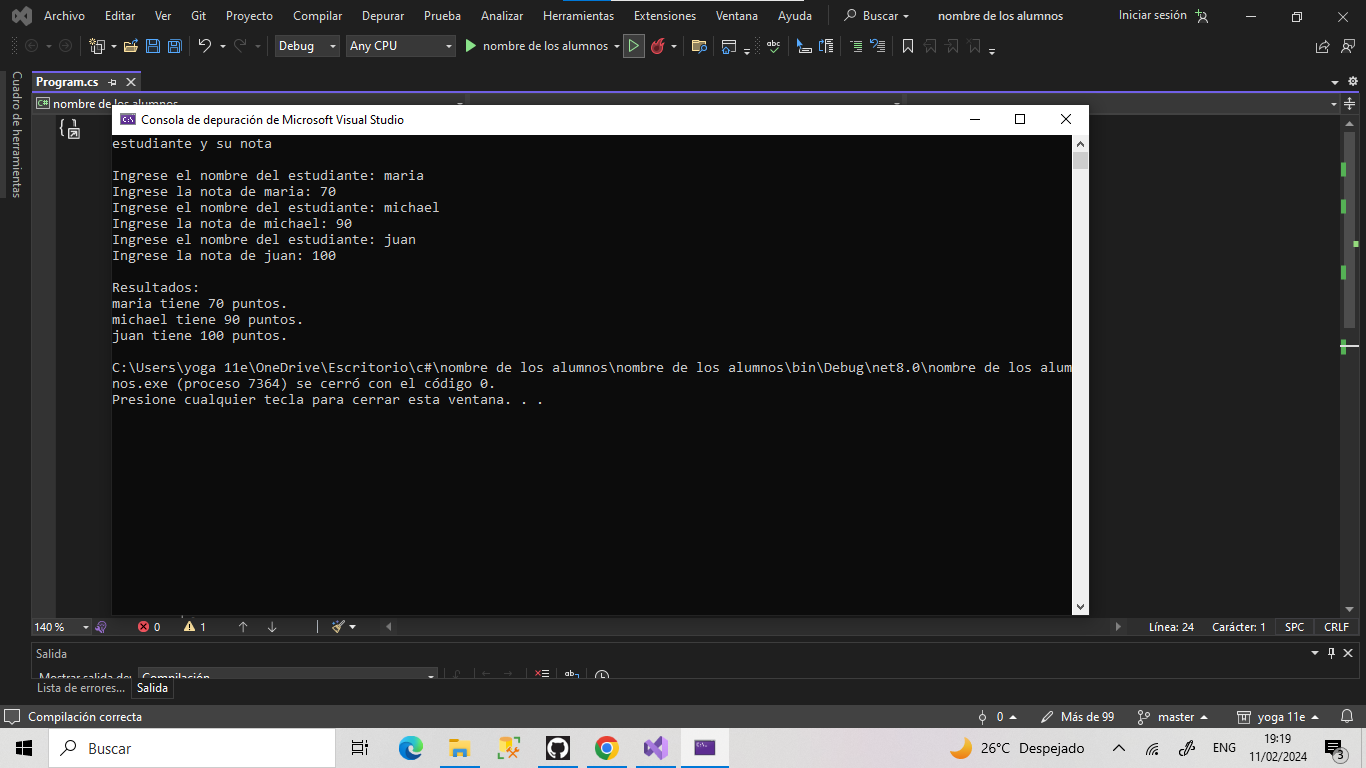 Archivo Editar Ver Git Proyecto Compilar Depurar Prueba Analizar Herramientas Extensiones Ventana Ayuda Buscar nombre de los alumnos Iniciar sesión
Debug Any CPU nombre de los alumnos
Cuadro de herramientas
Program.cs
C# nombre de los alumnos
{ }
Consola de depuración de Microsoft Visual Studio
estudiante y su nota
Ingrese el nombre del estudiante: maria
Ingrese la nota de maria: 70
Ingrese el nombre del estudiante: michael
Ingrese la nota de michael: 90
Ingrese el nombre del estudiante: juan
Ingrese la nota de juan: 100
Resultados:
maria tiene 70 puntos.
michael tiene 90 puntos.
juan tiene 100 puntos.
C:\Users\yoga 11e\OneDrive\Escritorio\c#\nombre de los alumnos\nombre de los alumnos\bin\Debug\net8.0\nombre de los alum
nos.exe (proceso 7364) se cerró con el código 0.
Presione cualquier tecla para cerrar esta ventana. . .
140 % 0 1 Línea: 24 Carácter: 1 SPC CRLF
Salida
Mostrar salida de: Compilación
Lista de errores... Salida
Compilación correcta 0 Más de 99 master yoga 11e
Buscar 26°C Despejado ENG 19:19
11/02/2024 3